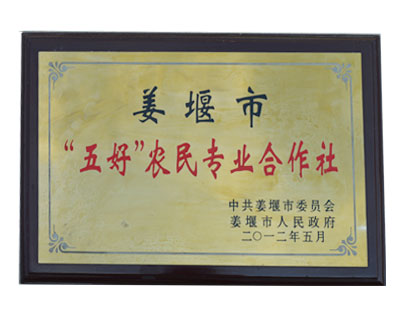 姜堰市
“五好”农民专业合作社
中共姜堰市委员会
姜堰市人民政府
二〇一二年五月